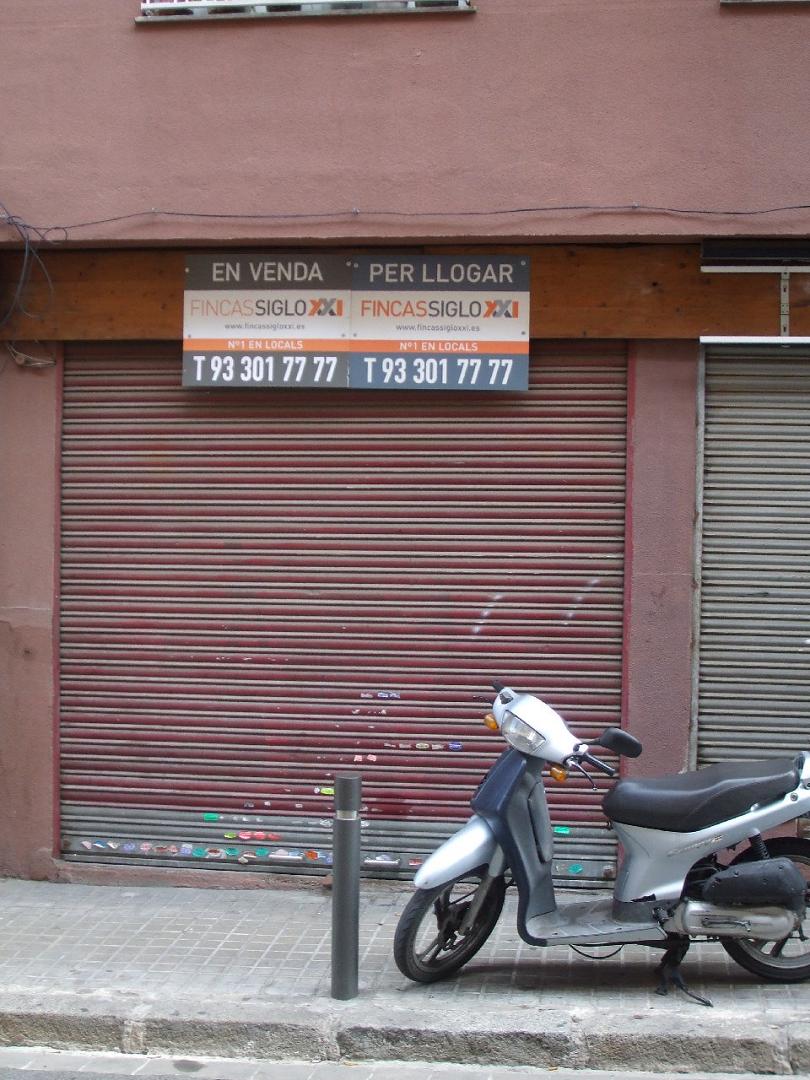 EN VENDA
FINCASSIGLOXXI
www.fincassigloxxi.es
Nº1 EN LOCALS
T 93 301 77 77
PER LLOGAR
FINCASSIGLOXXI
www.fincassigloxxi.es
Nº1 EN LOCALS
T 93 301 77 77